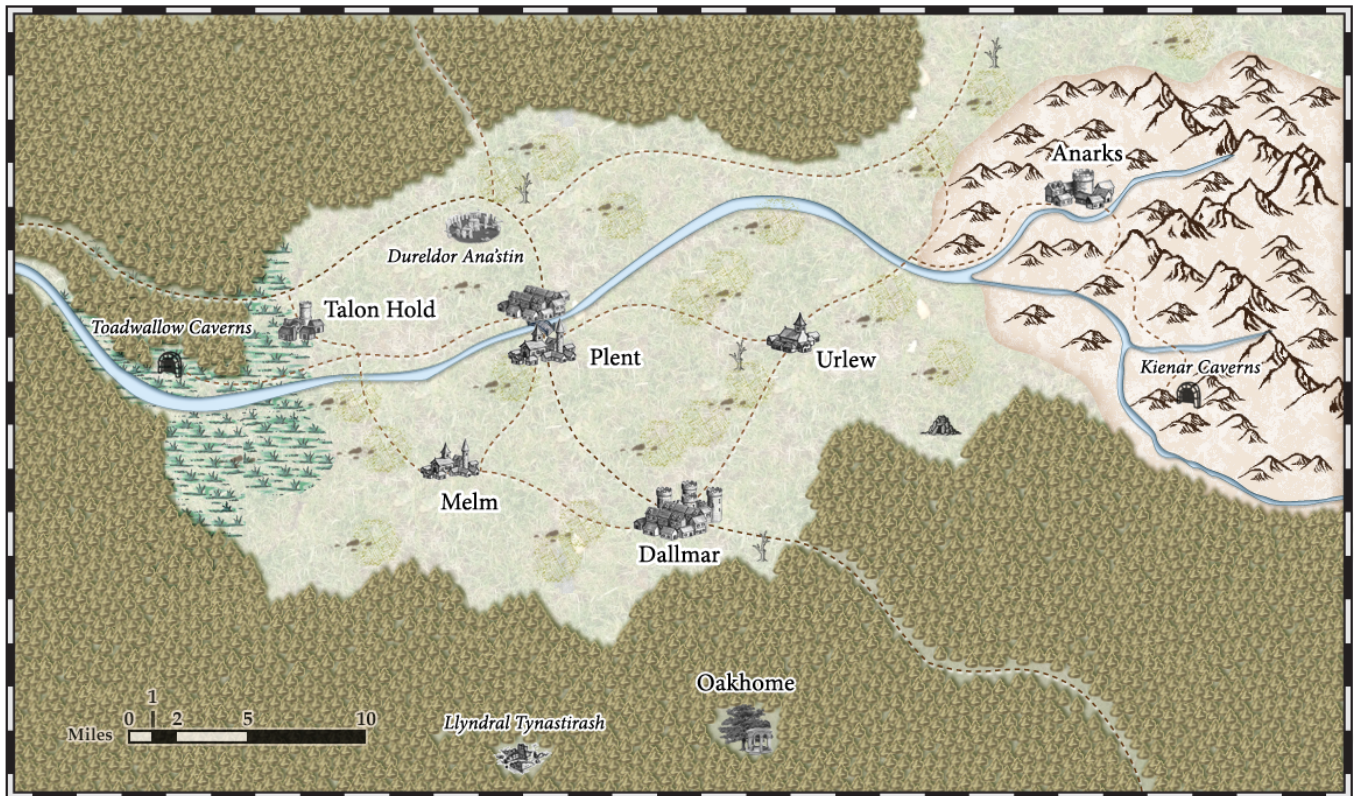 Anarks
Dureldor Ana'stin
Talon Hold
Toadwallow Caverns
Plent
Urlew
Kienar Caverns
Melm
Dallmar
Oakhome
Llyndral Tynastirash
1
0 2 5 10
Miles